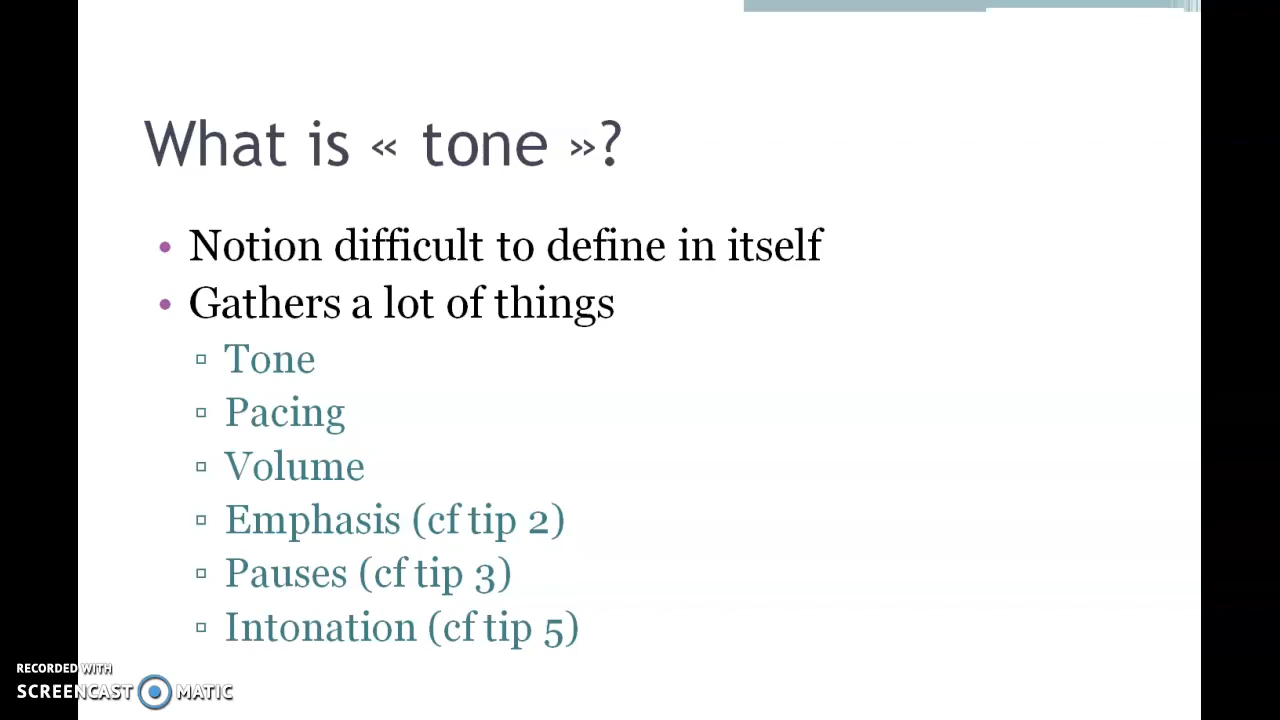 What is « tone »?
• Notion difficult to define in itself
• Gathers a lot of things
▫ Tone
▫ Pacing
▫ Volume
▫ Emphasis (cf tip 2)
▫ Pauses (cf tip 3)
▫ Intonation (cf tip 5)
RECORDED WITH
SCREENCAST MATIC